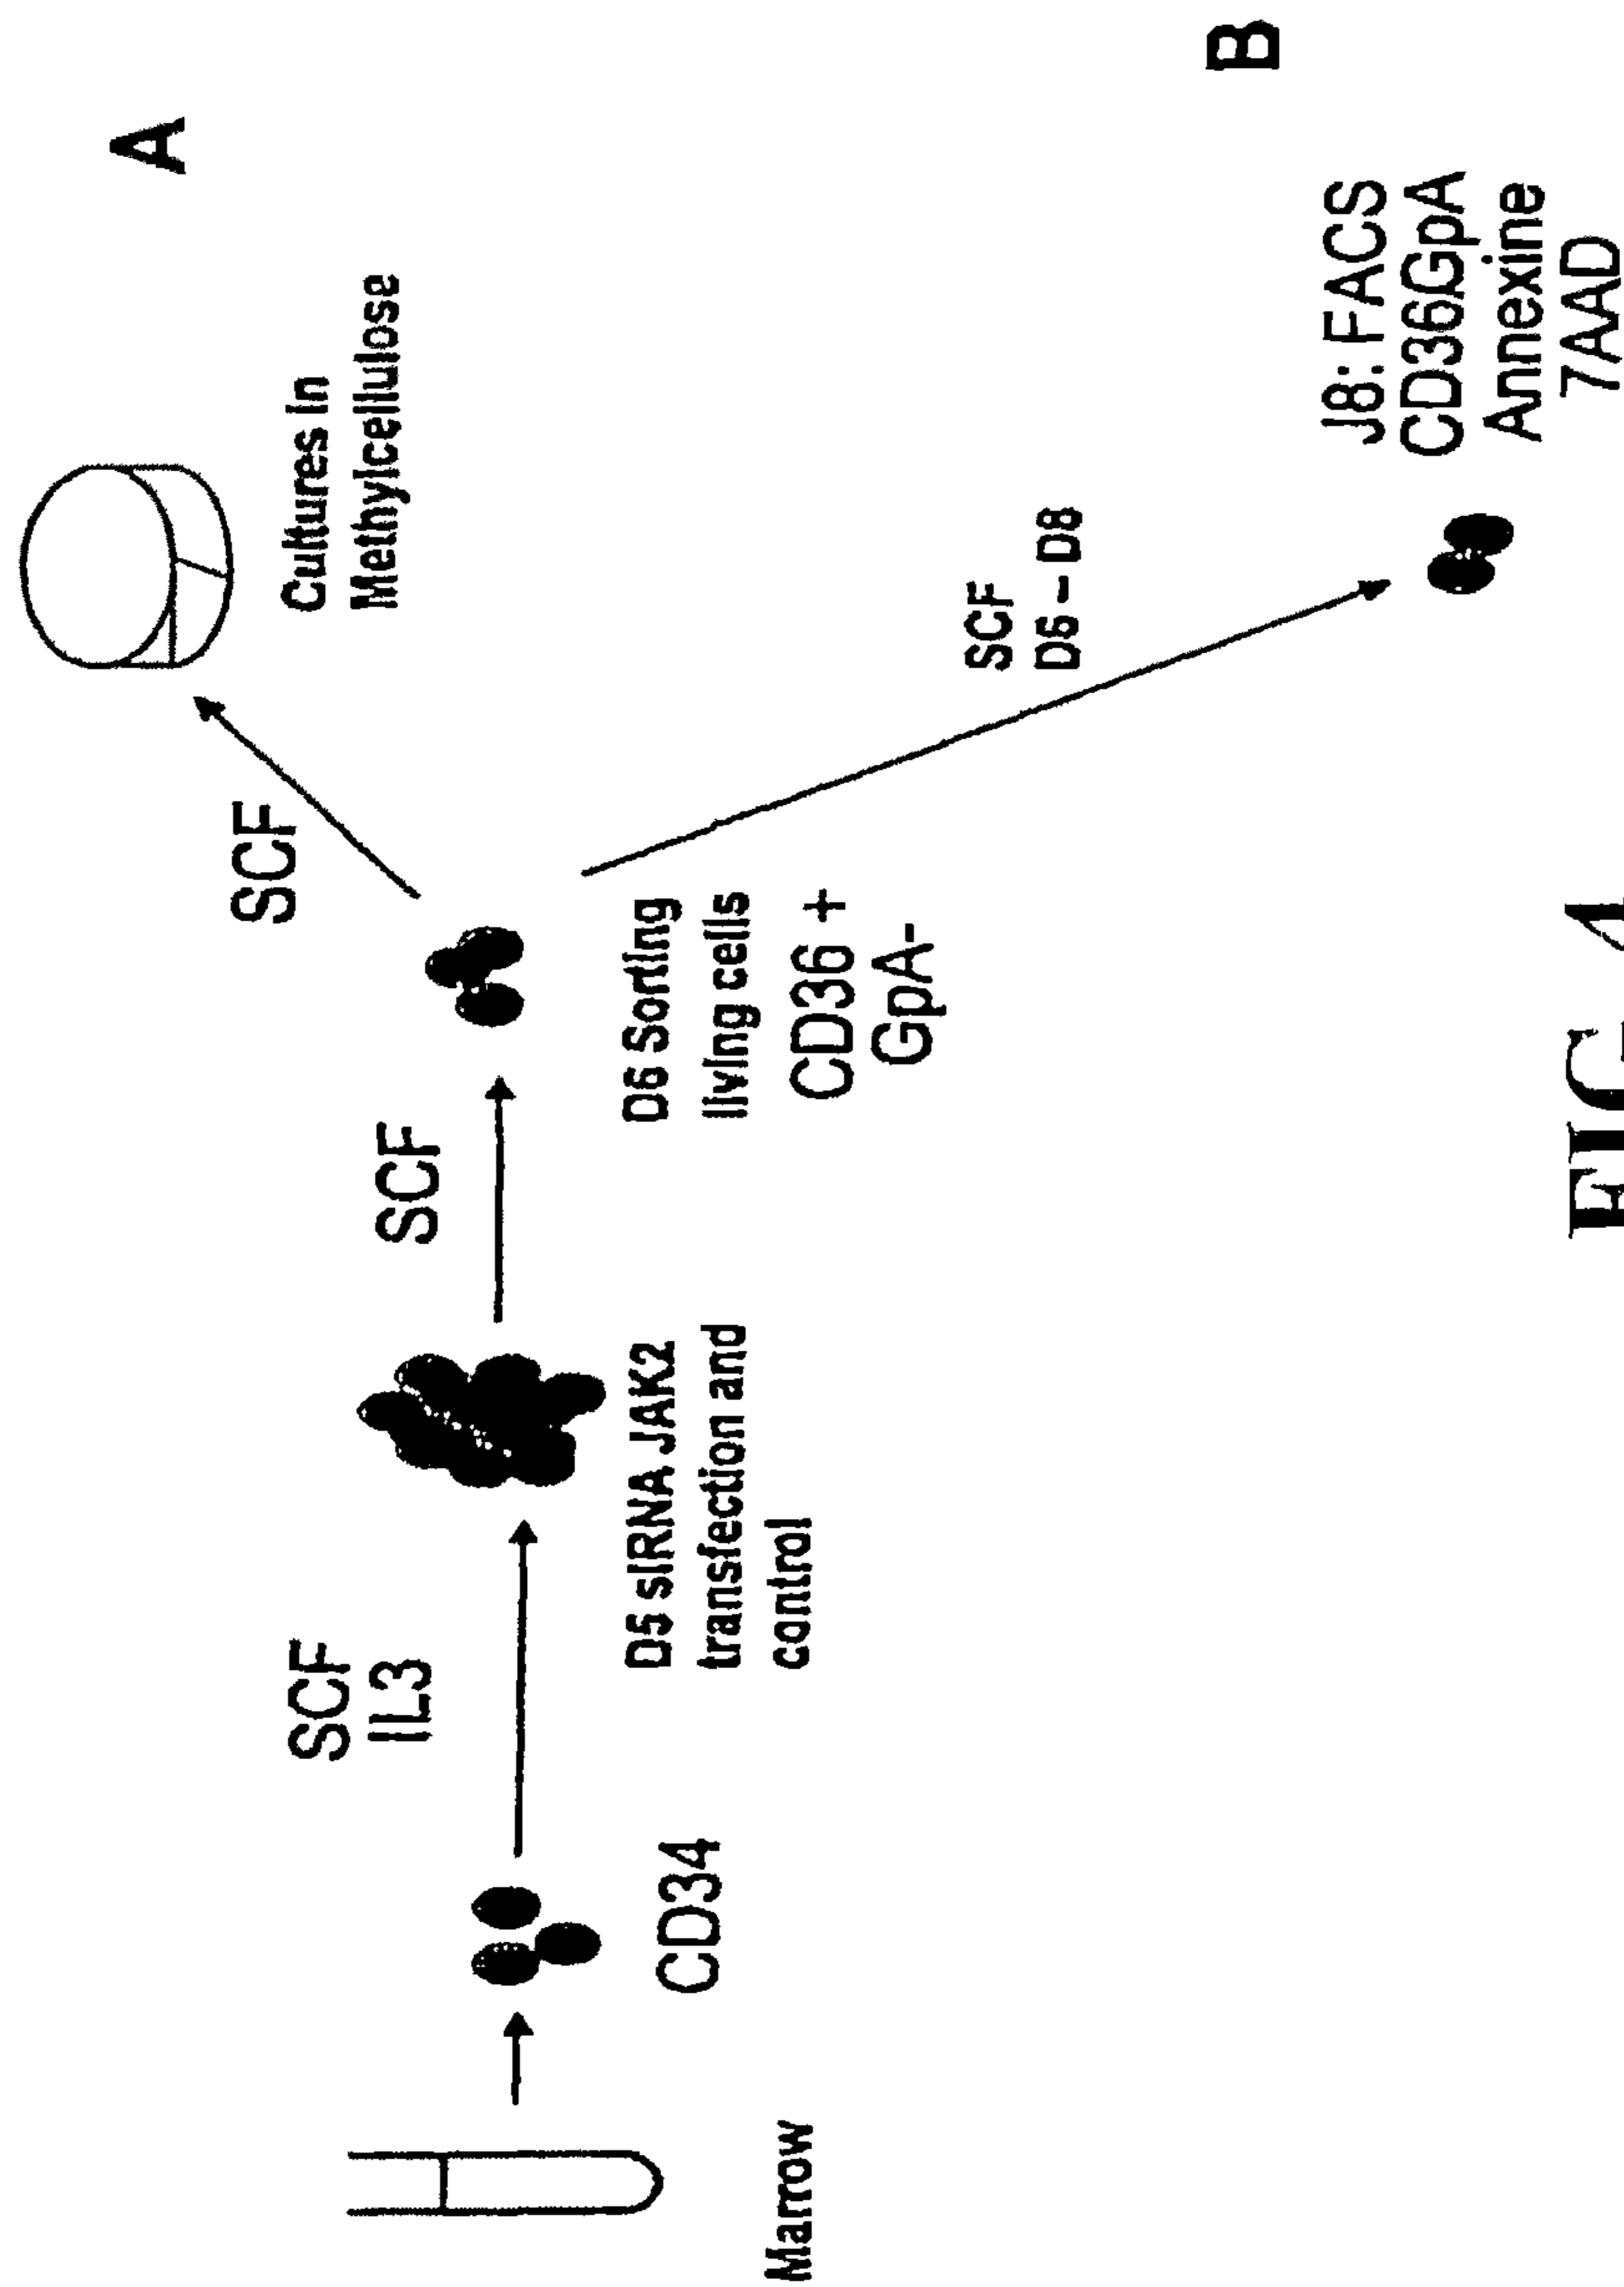 A
SCF
Cultures in
Methylcellulose
SCF
IL3
SCF
Marrow
CD34
D5 siRNA JAK2
transfection and
control
D6 Sorting
living cells
CD36 +
GpA-
SCF
D6 – D8
B
J8: FACS
CD36GpA
Annexine
7AAD
FIG 4